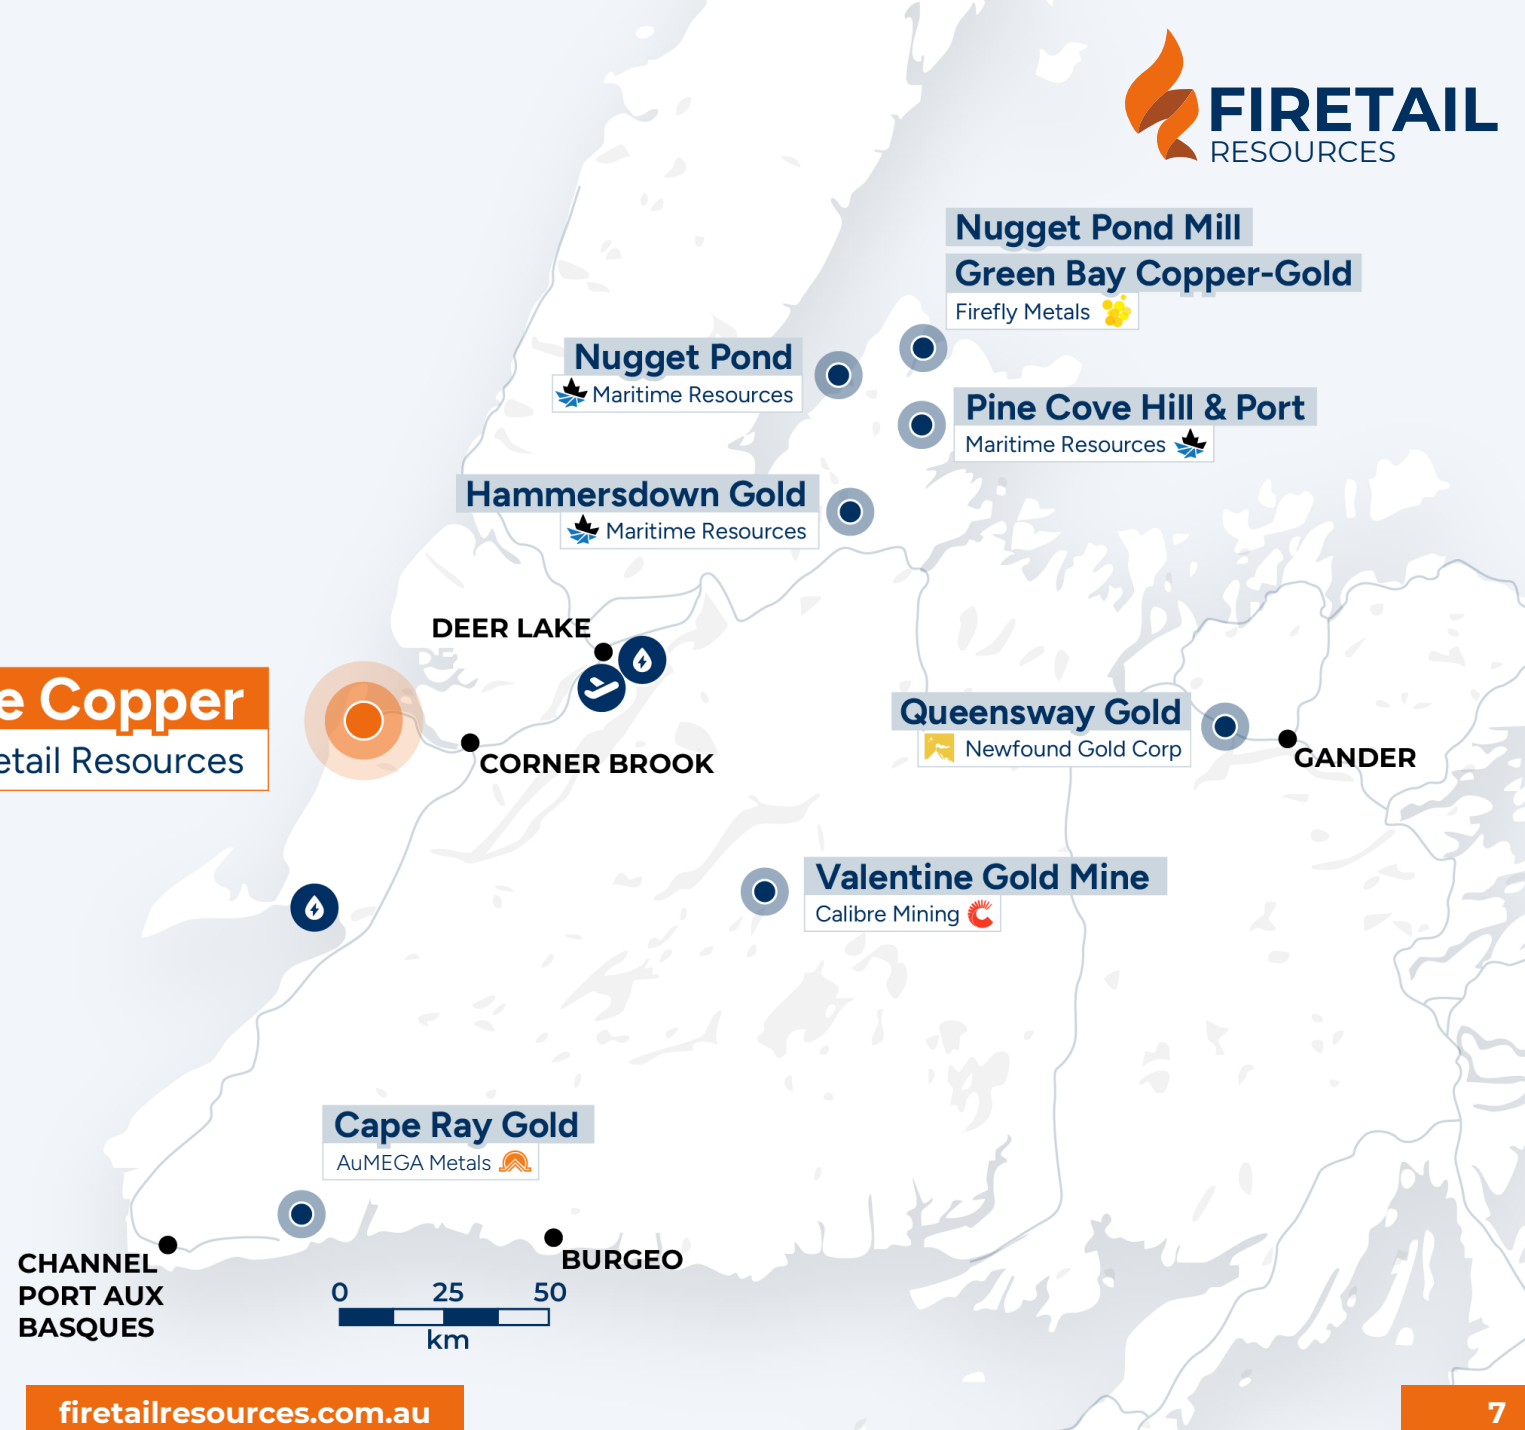 FIRETAIL
RESOURCES
Nugget Pond Mill
Green Bay Copper-Gold
Firefly Metals
Nugget Pond
Maritime Resources
Pine Cove Hill & Port
Maritime Resources
Hammersdown Gold
Maritime Resources
DEER LAKE
e Copper
etail Resources
CORNER BROOK
Queensway Gold
Newfound Gold Corp
GANDER
Valentine Gold Mine
Calibre Mining
Cape Ray Gold
AuMEGA Metals
CHANNEL
PORT AUX
BASQUES
BURGEO
0 25 50
km
firetailresources.com.au
7